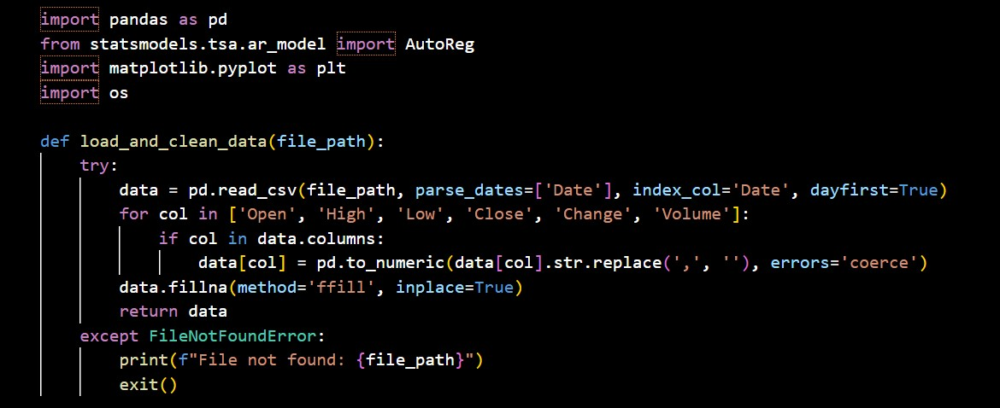 import pandas as pd
from statsmodels.tsa.ar_model import AutoReg
import matplotlib.pyplot as plt
import os

def load_and_clean_data(file_path):
    try:
        data = pd.read_csv(file_path, parse_dates=['Date'], index_col='Date', dayfirst=True)
        for col in ['Open', 'High', 'Low', 'Close', 'Change', 'Volume']:
            if col in data.columns:
                data[col] = pd.to_numeric(data[col].str.replace(',', ''), errors='coerce')
        data.fillna(method='ffill', inplace=True)
        return data
    except FileNotFoundError:
        print(f"File not found: {file_path}")
        exit()